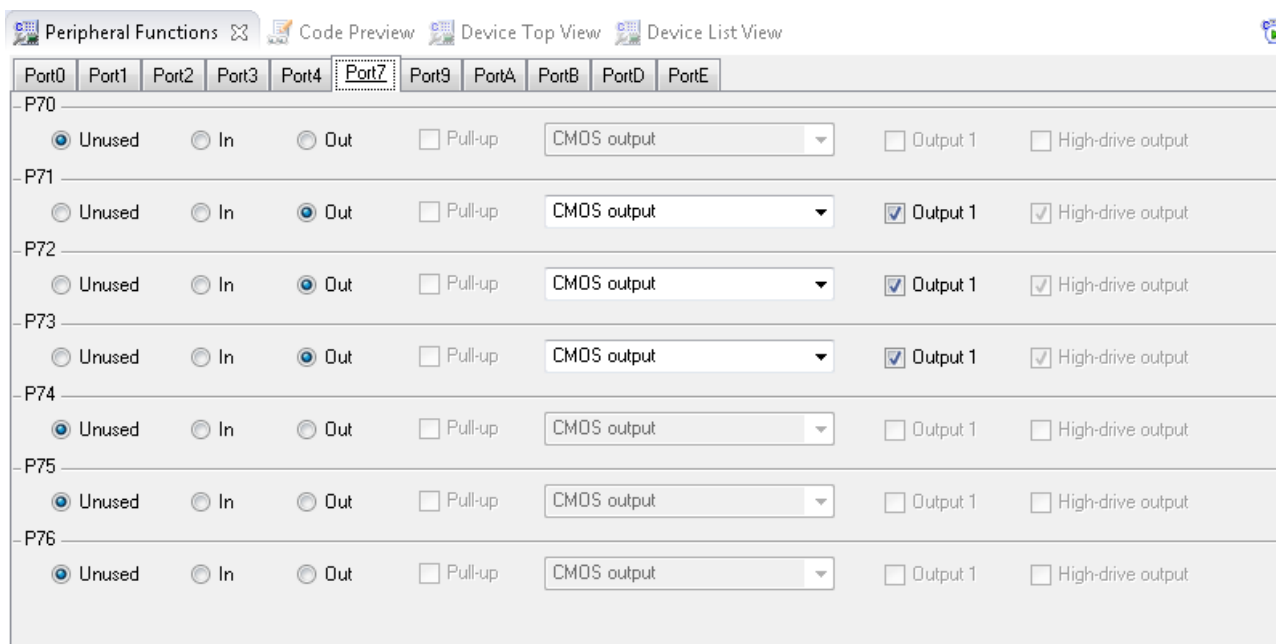 Peripheral Functions Code Preview Device Top View Device List View
Port0 Port1 Port2 Port3 Port4 Port7 Port9 PortA PortB PortD PortE
P70
Unused In Out Pull-up CMOS output Output 1 High-drive output
P71
Unused In Out Pull-up CMOS output Output 1 High-drive output
P72
Unused In Out Pull-up CMOS output Output 1 High-drive output
P73
Unused In Out Pull-up CMOS output Output 1 High-drive output
P74
Unused In Out Pull-up CMOS output Output 1 High-drive output
P75
Unused In Out Pull-up CMOS output Output 1 High-drive output
P76
Unused In Out Pull-up CMOS output Output 1 High-drive output